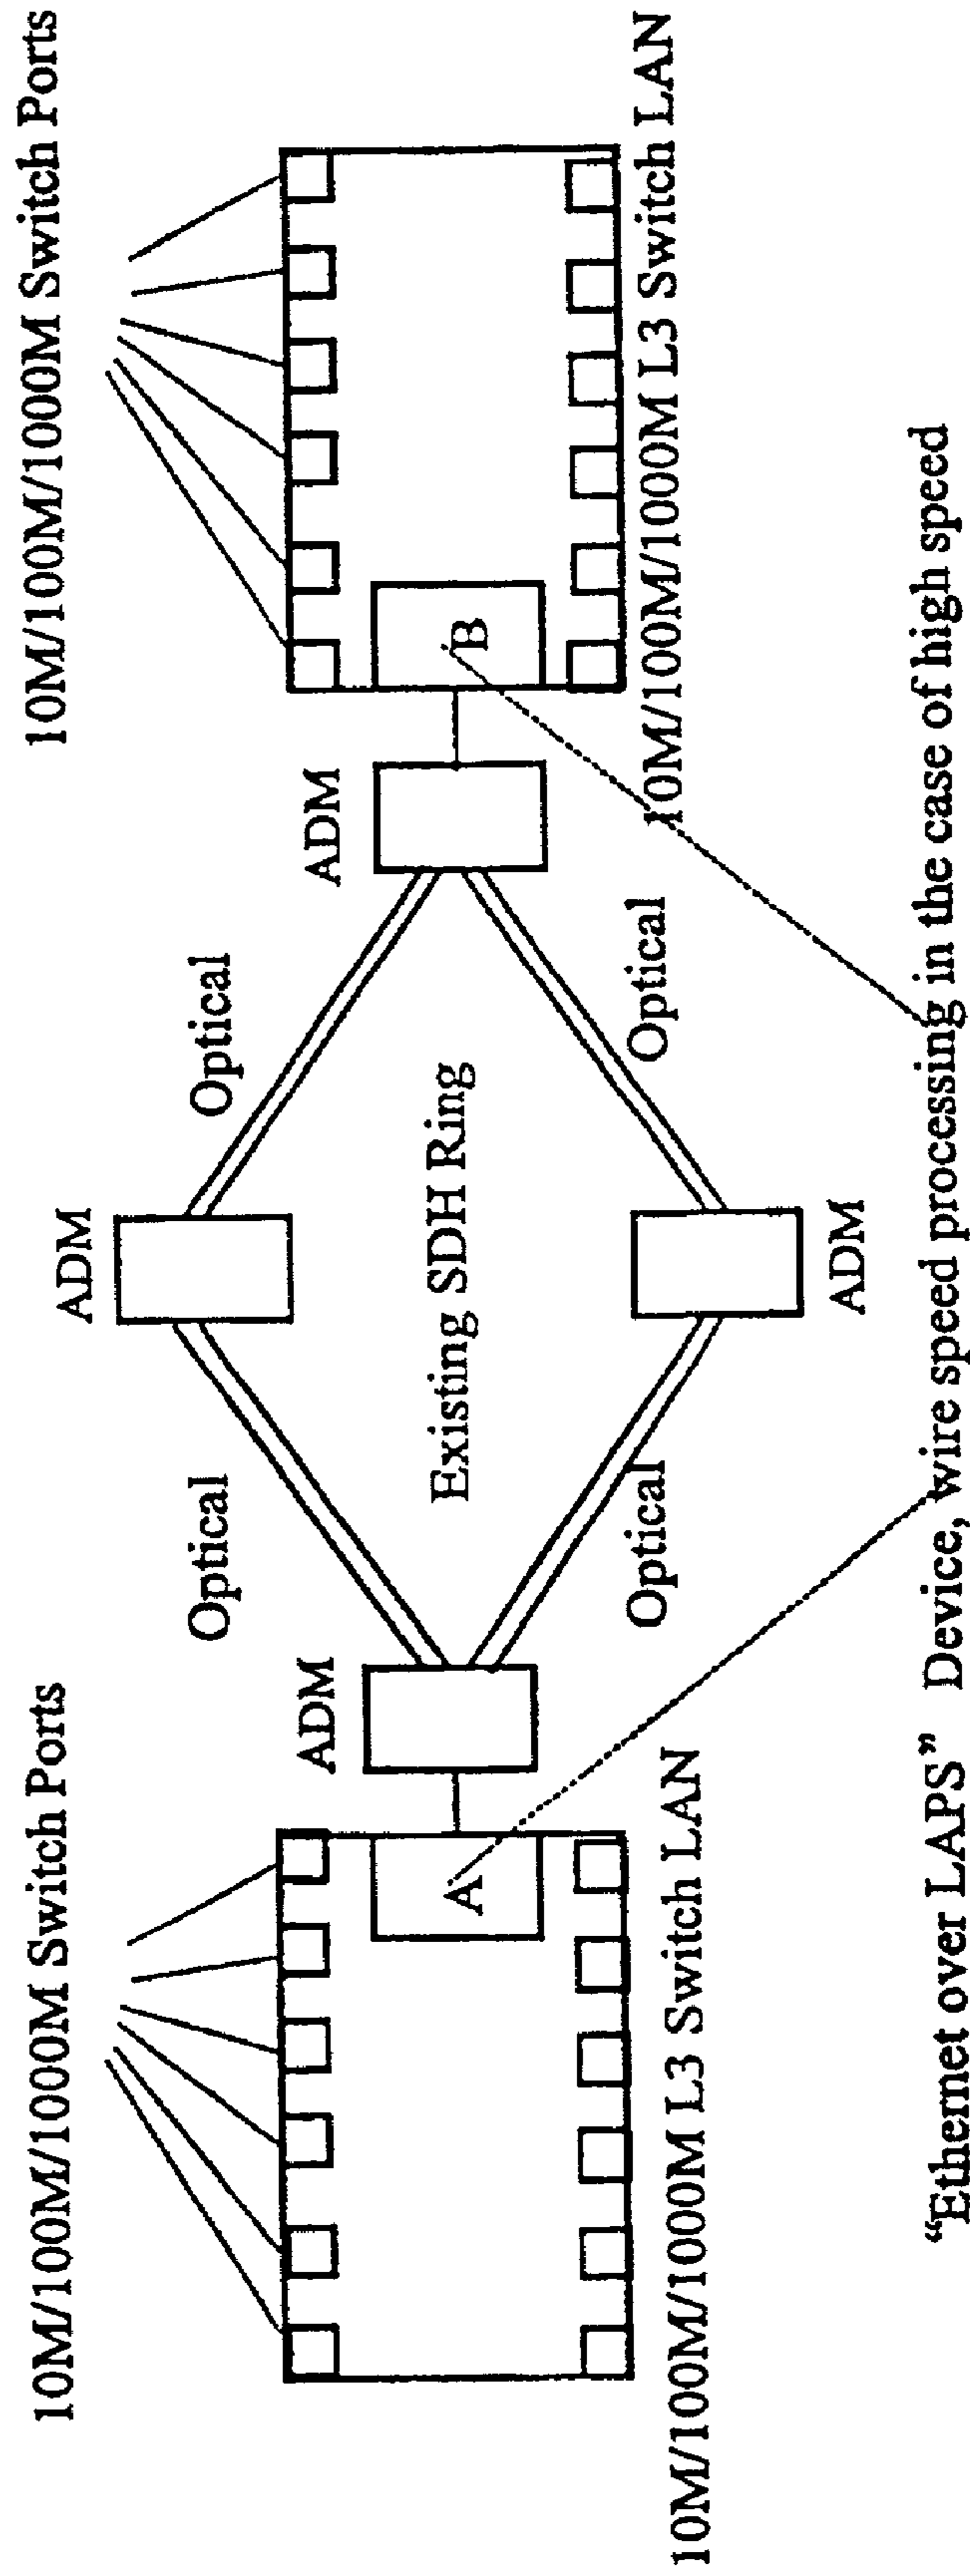 10M/100M/1000M Switch Ports
10M/100M/1000M Switch Ports
ADM
Optical
Optical
ADM
ADM
A
Existing SDH Ring
B
Optical
Optical
ADM
10M/100M/1000M L3 Switch LAN
10M/100M/1000M L3 Switch LAN
“Ethernet over LAPS” Device, wire speed processing in the case of high speed